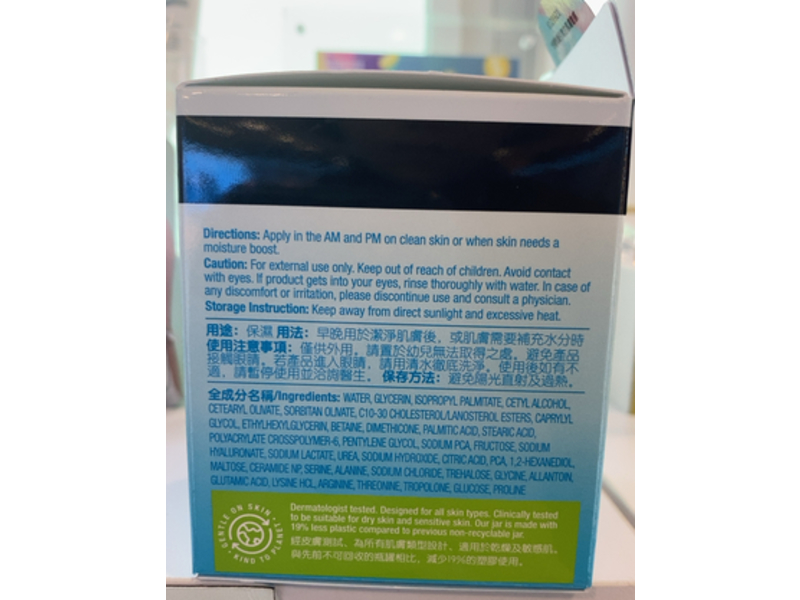 Directions: Apply in the AM and PM on clean skin or when skin needs a
moisture boost.
Caution: For external use only. Keep out of reach of children. Avoid contact
with eyes. If product gets into your eyes, rinse thoroughly with water. In case of
any discomfort or irritation, please discontinue use and consult a physician.
Storage Instruction: Keep away from direct sunlight and excessive heat.
用途：保濕 用法：早晚用於潔淨肌膚後，或肌膚需要補充水分時
使用注意事項：僅供外用。請置於幼兒無法取得之處。避免產品
接觸眼睛。若產品進入眼睛，請用清水徹底洗淨。使用後如有不
適，請暫停使用並洽詢醫生。保存方法：避免陽光直射及過熱。
全成分名稱/Ingredients: WATER, GLYCERIN, ISOPROPYL PALMITATE, CETYL ALCOHOL,
CETEARYL OLIVATE, SORBITAN OLIVATE, C10-30 CHOLESTEROL/LANOSTEROL ESTERS, CAPRYLYL
GLYCOL, ETHYLHEXYLGLYCERIN, BETAINE, DIMETHICONE, PALMITIC ACID, STEARIC ACID,
POLYACRYLATE CROSSPOLYMER-6, PENTYLENE GLYCOL, SODIUM PCA, FRUCTOSE, SODIUM
HYALURONATE, SODIUM LACTATE, UREA, SODIUM HYDROXIDE, CITRIC ACID, PCA, 1,2-HEXANEDIOL,
MALTOSE, CERAMIDE NP, SERINE, ALANINE, SODIUM CHLORIDE, TREHALOSE, GLYCINE, ALLANTOIN,
GLUTAMIC ACID, LYSINE HCL, ARGININE, THREONINE, TROPOLONE, GLUCOSE, PROLINE
GENTLE ON SKIN • KIND TO PLANET •
Dermatologist tested. Designed for all skin types. Clinically tested
to be suitable for dry skin and sensitive skin. Our jar is made with
19% less plastic compared to previous non-recyclable jar.
經皮膚測試、為所有肌膚類型設計、適用於乾燥及敏感肌。
與先前不可回收的瓶罐相比，減少19%的塑膠使用。